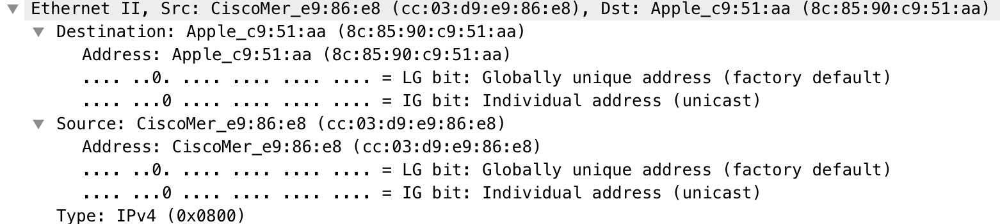 Ethernet II, Src: CiscoMer_e9:86:e8 (cc:03:d9:e9:86:e8), Dst: Apple_c9:51:aa (8c:85:90:c9:51:aa)
Destination: Apple_c9:51:aa (8c:85:90:c9:51:aa)
Address: Apple_c9:51:aa (8c:85:90:c9:51:aa)
.... ..0. .... .... .... .... = LG bit: Globally unique address (factory default)
.... ...0 .... .... .... .... = IG bit: Individual address (unicast)
Source: CiscoMer_e9:86:e8 (cc:03:d9:e9:86:e8)
Address: CiscoMer_e9:86:e8 (cc:03:d9:e9:86:e8)
.... ..0. .... .... .... .... = LG bit: Globally unique address (factory default)
.... ...0 .... .... .... .... = IG bit: Individual address (unicast)
Type: IPv4 (0x0800)